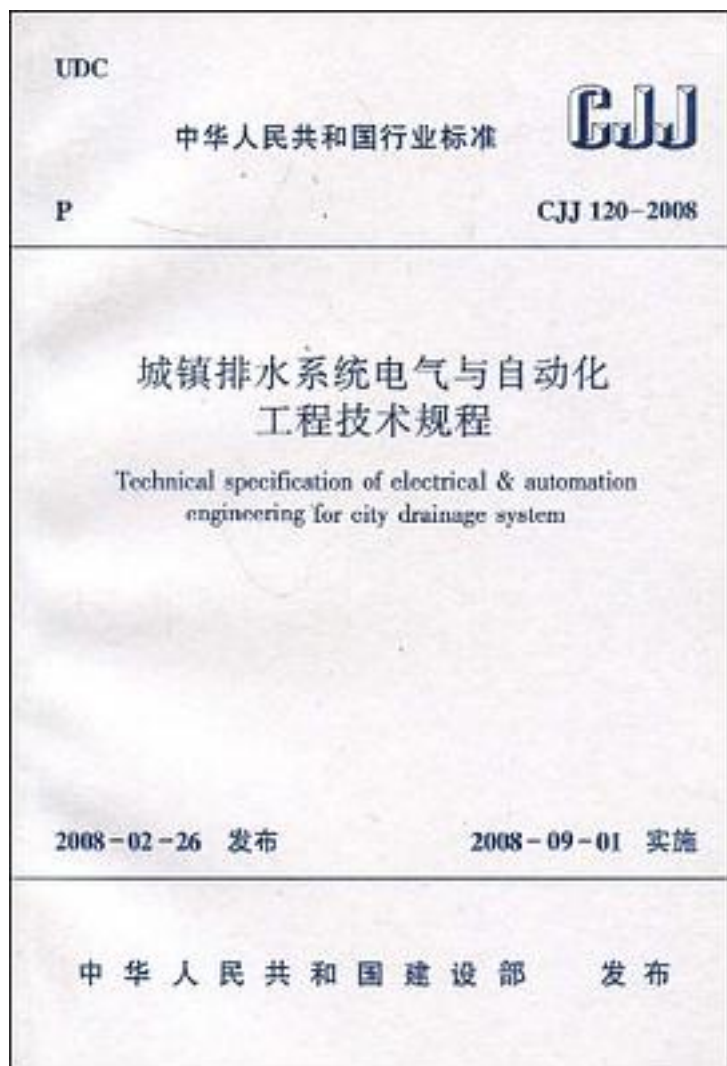 UDC
中华人民共和国行业标准
CJJ
P
CJJ 120-2008
城镇排水系统电气与自动化
工程技术规程
Technical specification of electrical & automation
engineering for city drainage system
2008-02-26 发布
2008-09-01 实施
中华人民共和国建设部 发布